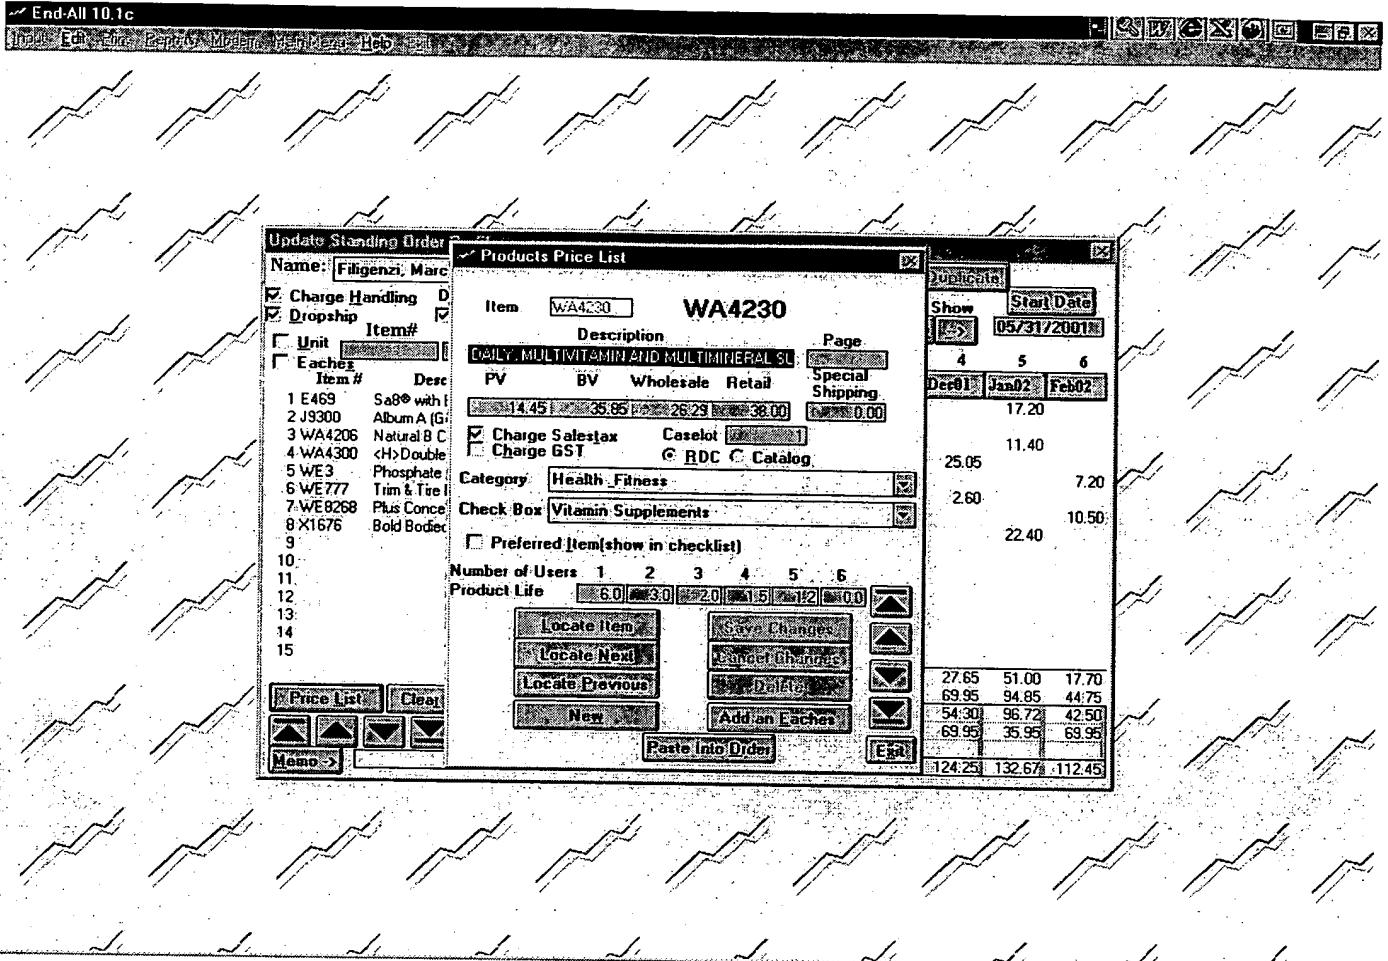 End-All 10.1c
Input Edit Modem Main Menu Help Exit
Update Standing Order
Name: Filigenzi, Marc
Charge Handling D
Dropship
Item#
Unit
Eaches
Item # Desc
1 E469 Sa8® with
2 J9300 Album A (Gi
3 WA4206 Natural B C
4 WA4300 <H>Double
5 WE3 Phosphate
6 WE777 Trim & Tire
7 WE8268 Plus Conce
8 X1676 Bold Bodied
9
10
11
12
13
14
15
Price List Clear
Memo ->
Products Price List
Item WA4230 WA4230
Description Page
DAILY MULTIVITAMIN AND MULTIMINERAL SU
PV BV Wholesale Retail Special Shipping
14.45 35.85 26.29 38.00 0.00
Charge Salestax Caselot 1
Charge GST RDC Catalog
Category Health_Fitness
Check Box Vitamin Supplements
Preferred Item(show in checklist)
Number of Users 1 2 3 4 5 6
Product Life 6.0 3.0 2.0 1.5 1.2 0.0
Locate Item Save Changes
Locate Next Cancel Changes
Locate Previous Delete
New Add an Eaches
Paste Into Order Exit
Duplicate
Show Start Date
--> 05/31/2001
4 5 6
Dec01 Jan02 Feb02
17.20
11.40
25.05
7.20
2.60
10.50
22.40
27.65 51.00 17.70
69.95 94.85 44.75
54.30 96.72 42.50
69.95 35.95 69.95
124.25 132.67 112.45